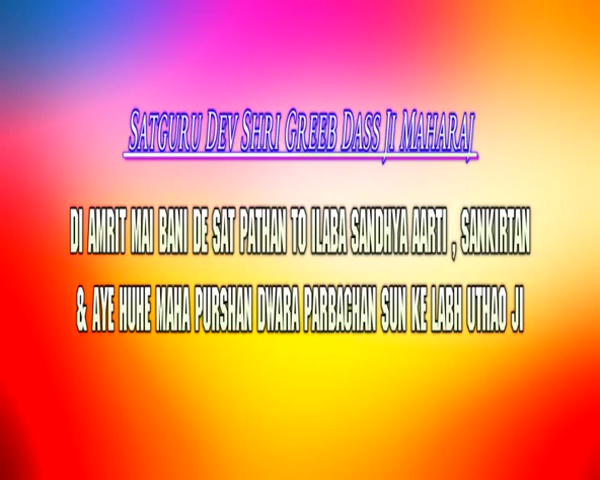 Satguru Dev Shri Greeb Dass Ji Maharaj
DI AMRIT MAI BANI DE SAT PATHAN TO ILABA SANDHYA AARTI , SANKIRTAN
& AYE HUHE MAHA PURSHAN DWARA PARBACHAN SUN KE LABH UTHAO JI